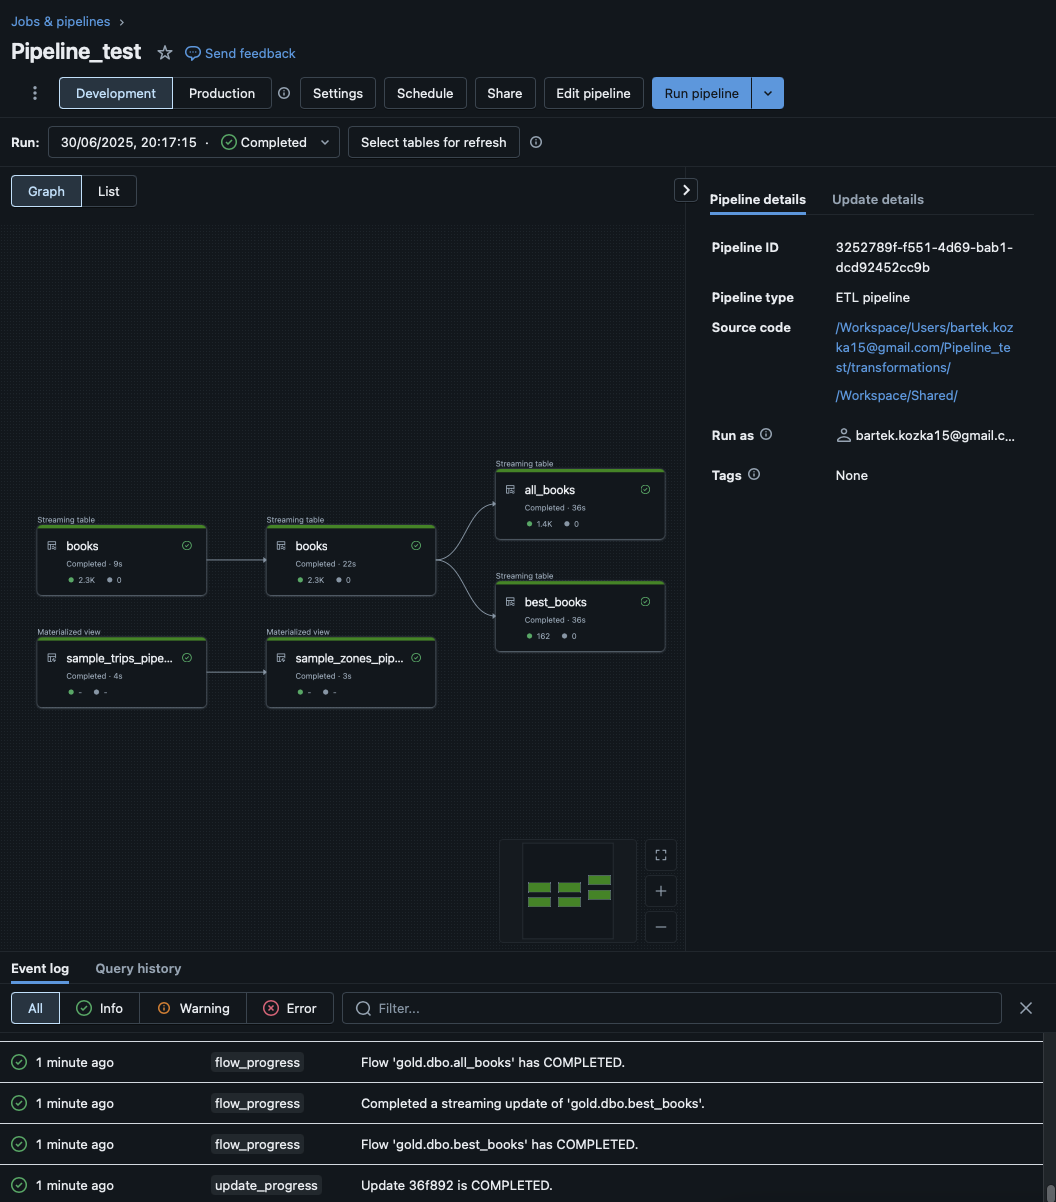 Jobs & pipelines ›
Pipeline_test Send feedback
Development Production Settings Schedule Share Edit pipeline Run pipeline
Run: 30/06/2025, 20:17:15 · Completed Select tables for refresh
Graph List
Pipeline details Update details
Pipeline ID 3252789f-f551-4d69-bab1-
dcd92452cc9b
Pipeline type ETL pipeline
Source code /Workspace/Users/bartek.koz
ka15@gmail.com/Pipeline_te
st/transformations/
/Workspace/Shared/
Run as bartek.kozka15@gmail.c...
Tags None
Streaming table
books
Completed · 9s
2.3K 0
Streaming table
books
Completed · 22s
2.3K 0
Streaming table
all_books
Completed · 36s
1.4K 0
Streaming table
best_books
Completed · 36s
162 0
Materialized view
sample_trips_pipe...
Completed · 4s
- -
Materialized view
sample_zones_pip...
Completed · 3s
- -
Event log Query history
All Info Warning Error Filter...
1 minute ago flow_progress Flow 'gold.dbo.all_books' has COMPLETED.
1 minute ago flow_progress Completed a streaming update of 'gold.dbo.best_books'.
1 minute ago flow_progress Flow 'gold.dbo.best_books' has COMPLETED.
1 minute ago update_progress Update 36f892 is COMPLETED.